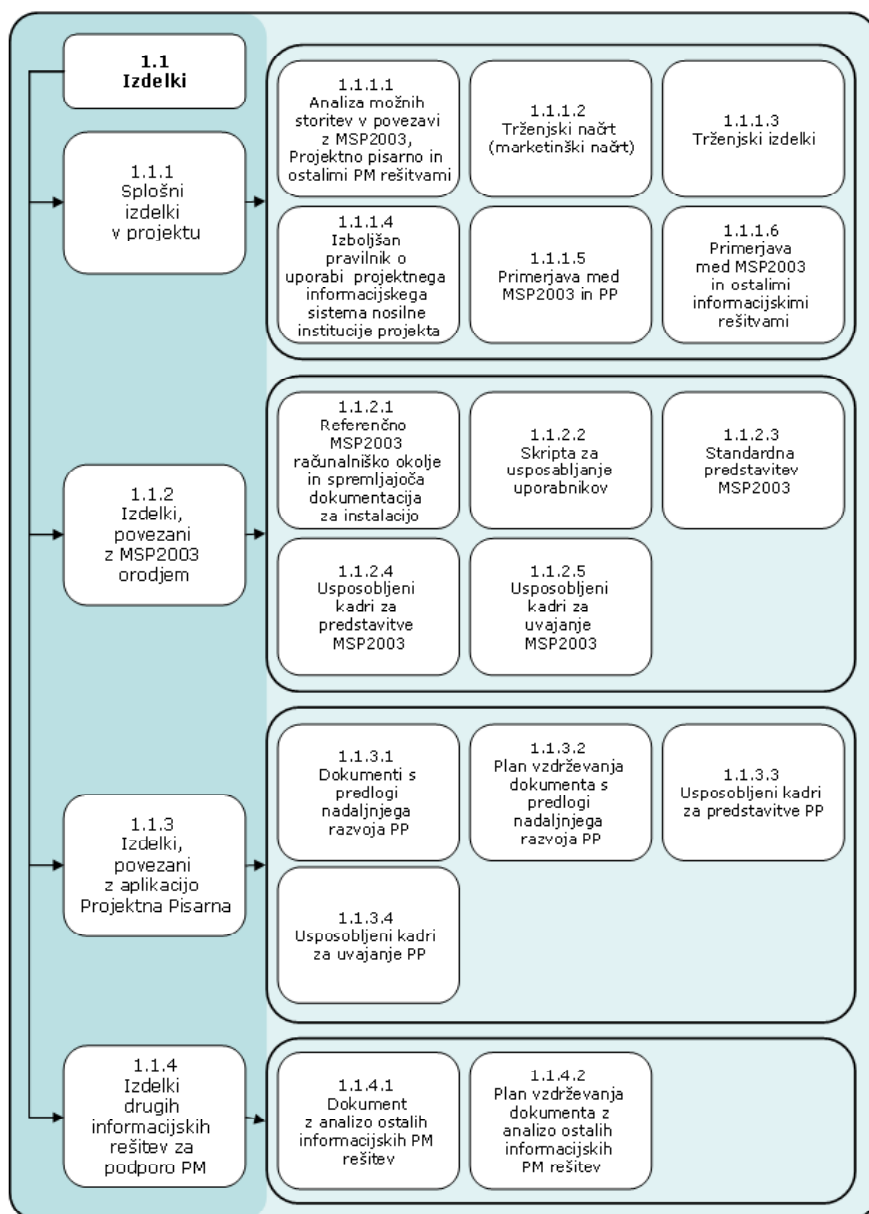 1.1
Izdelki
1.1.1
Splošni
izdelki
v projektu
1.1.1.1
Analiza možnih
storitev v povezavi
z MSP2003,
Projektno pisarno in
ostalimi PM rešitvami
1.1.1.2
Trženjski načrt
(marketinški načrt)
1.1.1.3
Trženjski izdelki
1.1.1.4
Izboljšan
pravilnik o
uporabi projektnega
informacijskega
sistema nosilne
institucije projekta
1.1.1.5
Primerjava med
MSP2003 in PP
1.1.1.6
Primerjava
med MSP2003
in ostalimi
informacijskimi
rešitvami
1.1.2
Izdelki,
povezani
z MSP2003
orodjem
1.1.2.1
Referenčno
MSP2003
računalniško okolje
in spremljajoča
dokumentacija
za instalacijo
1.1.2.2
Skripta za
usposabljanje
uporabnikov
1.1.2.3
Standardna
predstavitev
MSP2003
1.1.2.4
Usposobljeni
kadri za
predstavitve
MSP2003
1.1.2.5
Usposobljeni
kadri za
uvajanje
MSP2003
1.1.3
Izdelki,
povezani
z aplikacijo
Projektna Pisarna
1.1.3.1
Dokumenti s
predlogi
nadaljnjega
razvoja PP
1.1.3.2
Plan vzdrževanja
dokumenta s
predlogi
nadaljnjega
razvoja PP
1.1.3.3
Usposobljeni kadri
za predstavitve PP
1.1.3.4
Usposobljeni kadri
za uvajanje PP
1.1.4
Izdelki
drugih
informacijskih
rešitev za
podporo PM
1.1.4.1
Dokument
z analizo ostalih
informacijskih PM
rešitev
1.1.4.2
Plan vzdrževanja
dokumenta z
analizo ostalih
informacijskih
PM rešitev